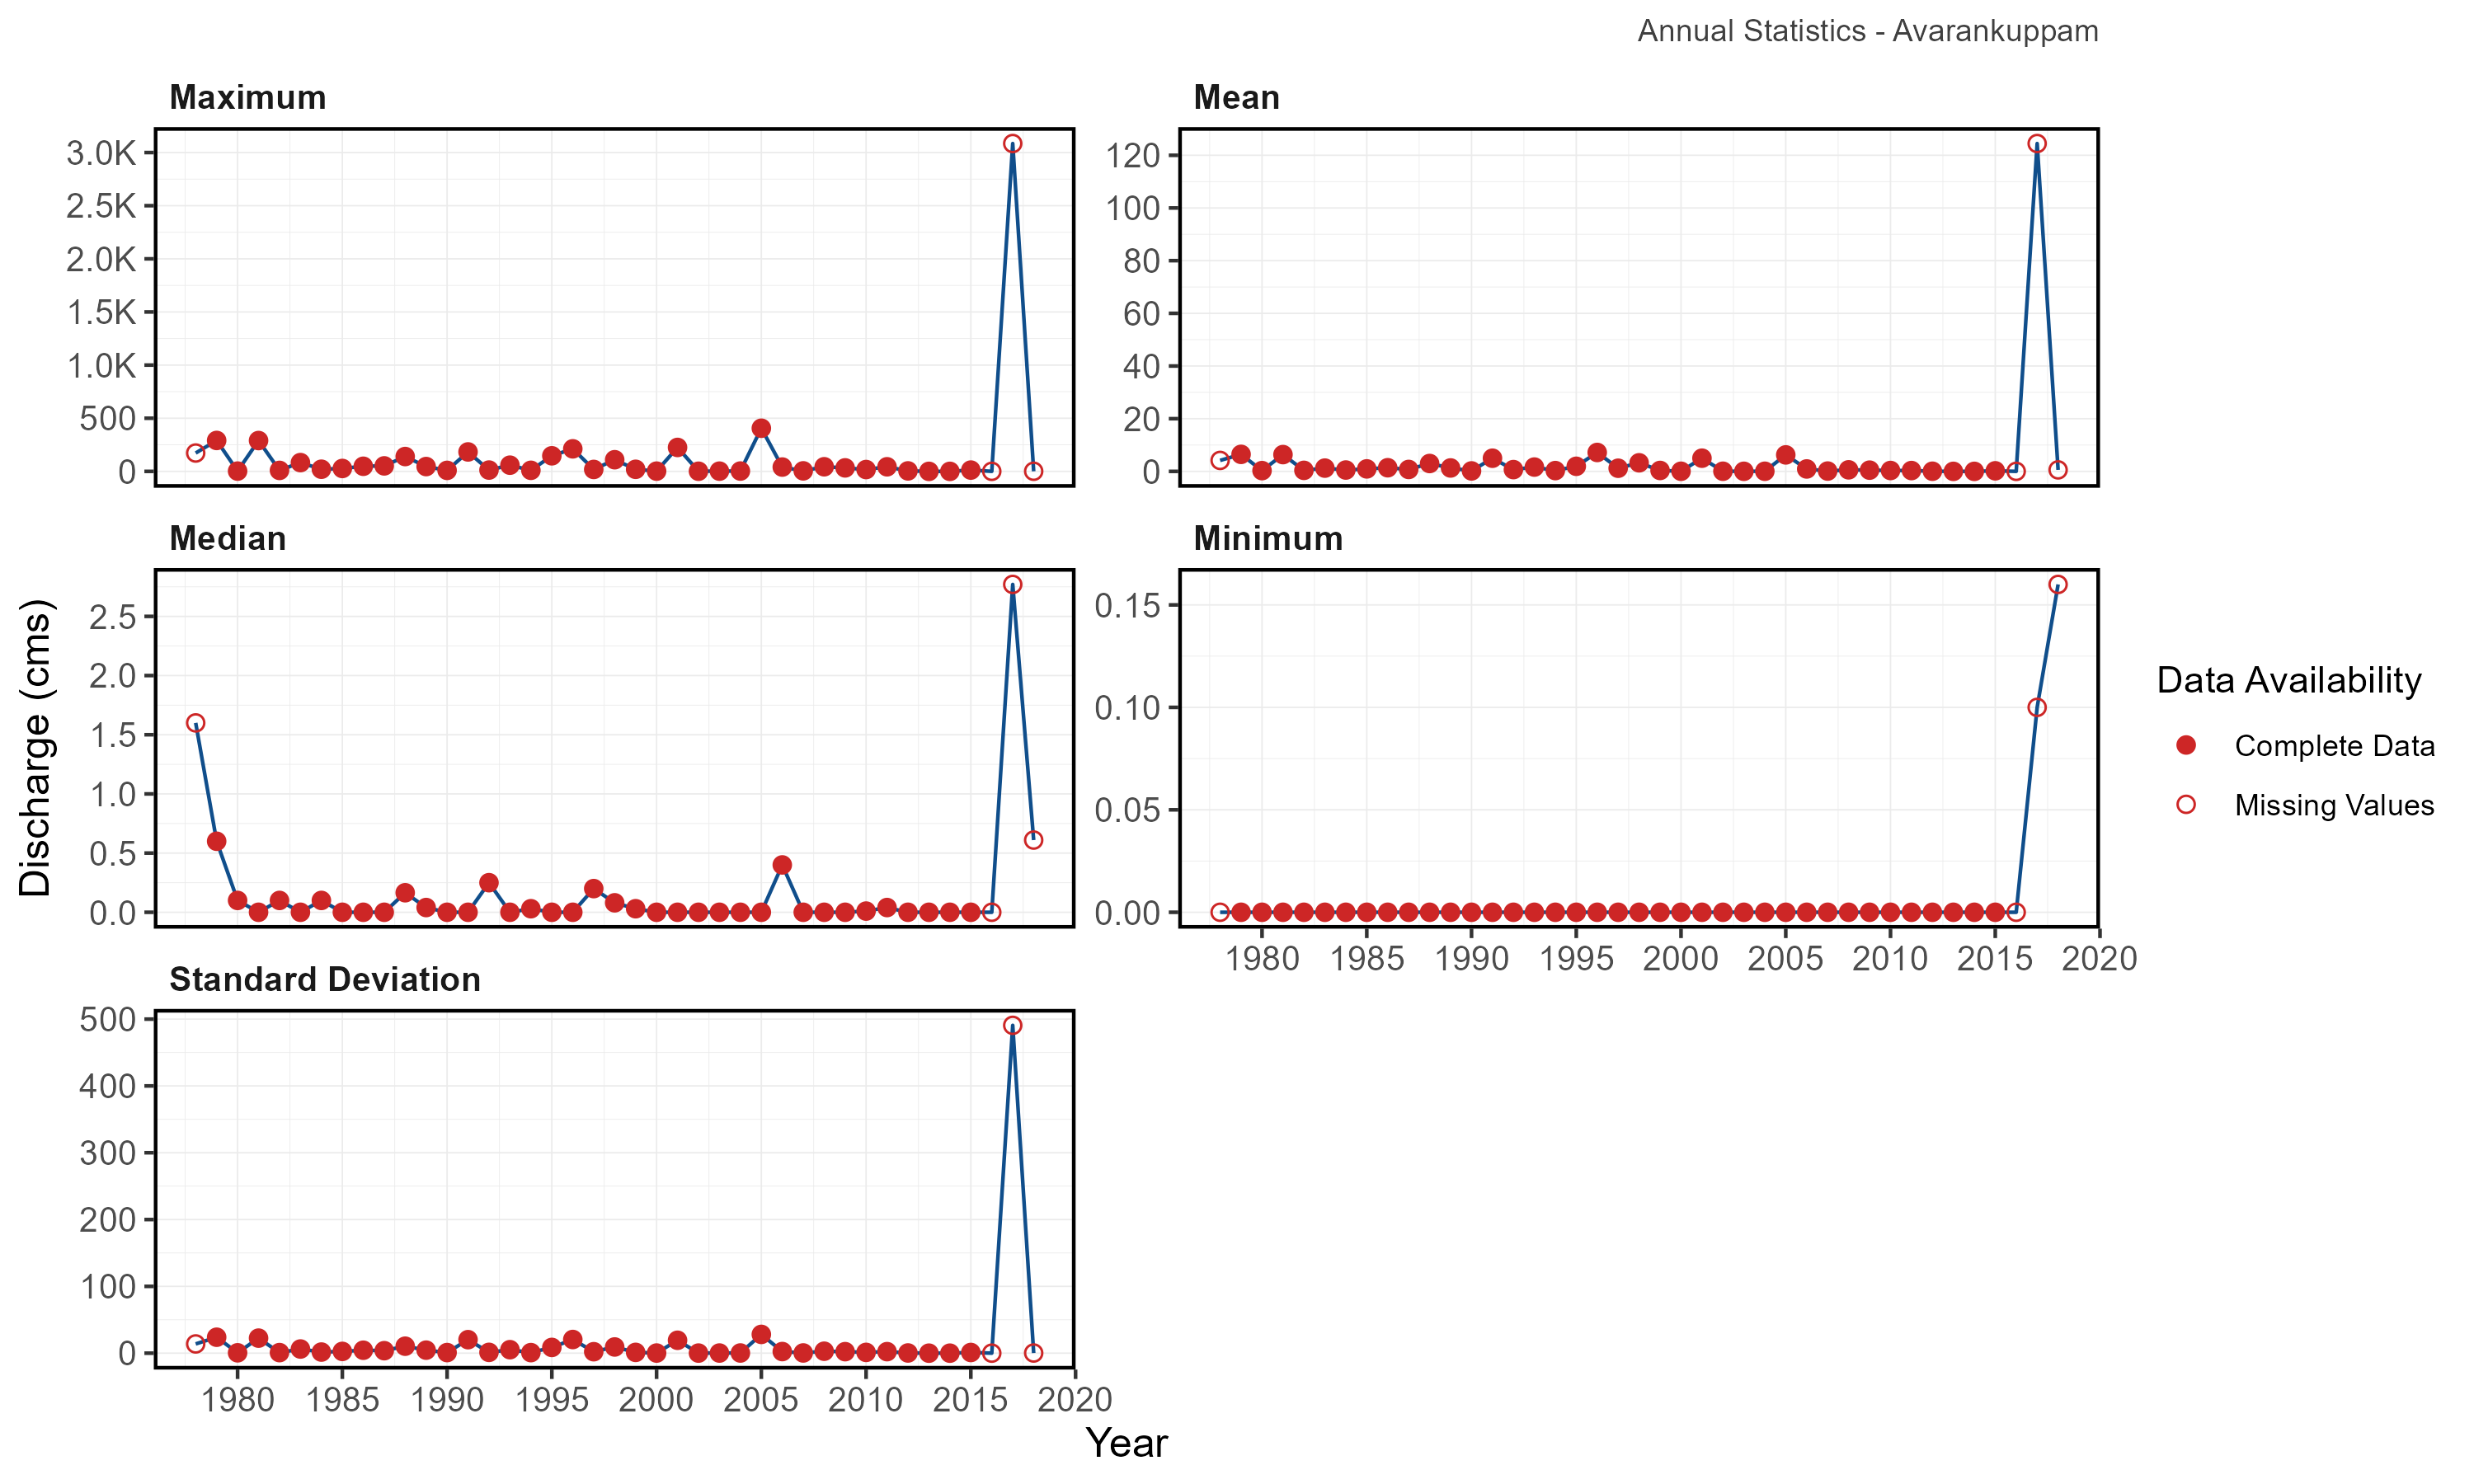 Annual Statistics - Avarankuppam
Maximum
3.0K
2.5K
2.0K
1.5K
1.0K
500
0
Mean
120
100
80
60
40
20
0
Discharge (cms)
Median
2.5
2.0
1.5
1.0
0.5
0.0
Minimum
0.15
0.10
0.05
0.00
1980 1985 1990 1995 2000 2005 2010 2015 2020
Standard Deviation
500
400
300
200
100
0
1980 1985 1990 1995 2000 2005 2010 2015 2020
Year
Data Availability
Complete Data
Missing Values